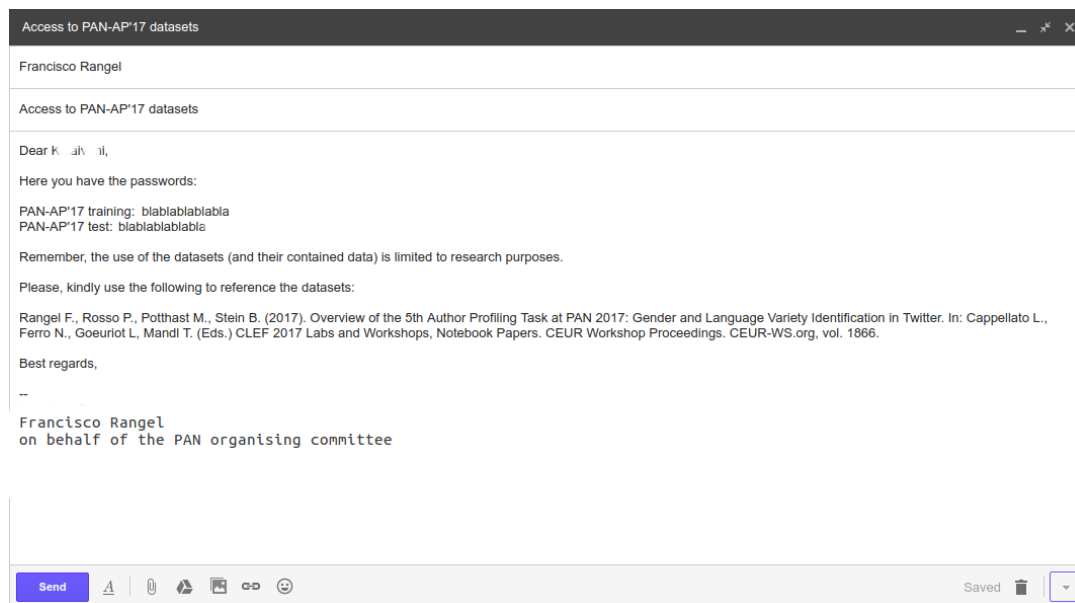 Access to PAN-AP'17 datasets
Francisco Rangel
Access to PAN-AP'17 datasets
Dear
Here you have the passwords:
PAN-AP'17 training: blablablablabla
PAN-AP'17 test: blablablablabla
Remember, the use of the datasets (and their contained data) is limited to research purposes.
Please, kindly use the following to reference the datasets:
Rangel F., Rosso P., Potthast M., Stein B. (2017). Overview of the 5th Author Profiling Task at PAN 2017: Gender and Language Variety Identification in Twitter. In: Cappellato L.,
Ferro N., Goeuriot L, Mandl T. (Eds.) CLEF 2017 Labs and Workshops, Notebook Papers. CEUR Workshop Proceedings. CEUR-WS.org, vol. 1866.
Best regards,
--
Francisco Rangel
on behalf of the PAN organising committee
Send A Saved